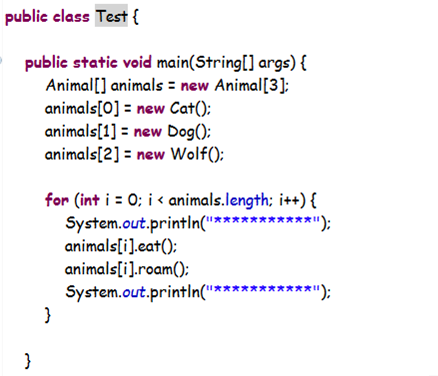 public class Test {
public static void main(String[] args) {
Animal[] animals = new Animal[3];
animals[0] = new Cat();
animals[1] = new Dog();
animals[2] = new Wolf();
for (int i = 0; i < animals.length; i++) {
System.out.println("***********");
animals[i].eat();
animals[i].roam();
System.out.println("***********");
}
}